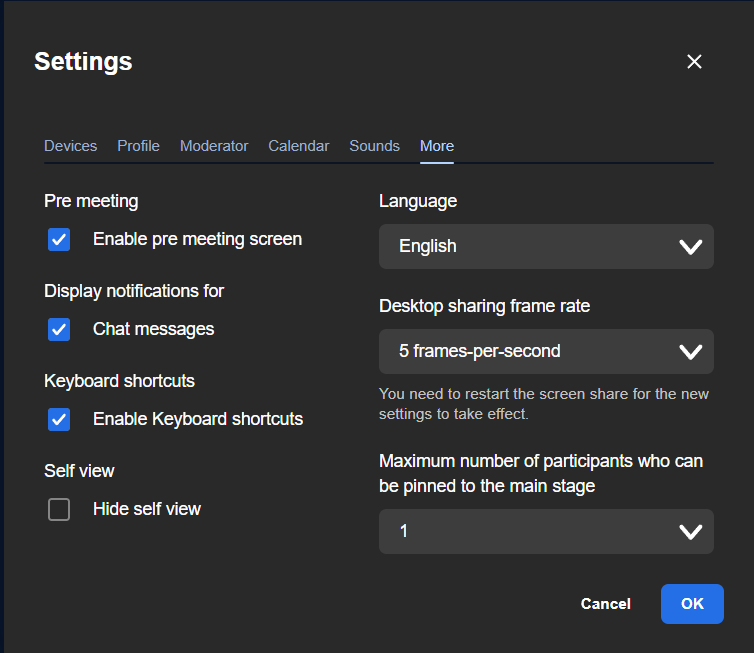 Settings
Devices Profile Moderator Calendar Sounds More
Pre meeting
Enable pre meeting screen
Display notifications for
Chat messages
Keyboard shortcuts
Enable Keyboard shortcuts
Self view
Hide self view
Language
English
Desktop sharing frame rate
5 frames-per-second
You need to restart the screen share for the new
settings to take effect.
Maximum number of participants who can
be pinned to the main stage
1
Cancel OK